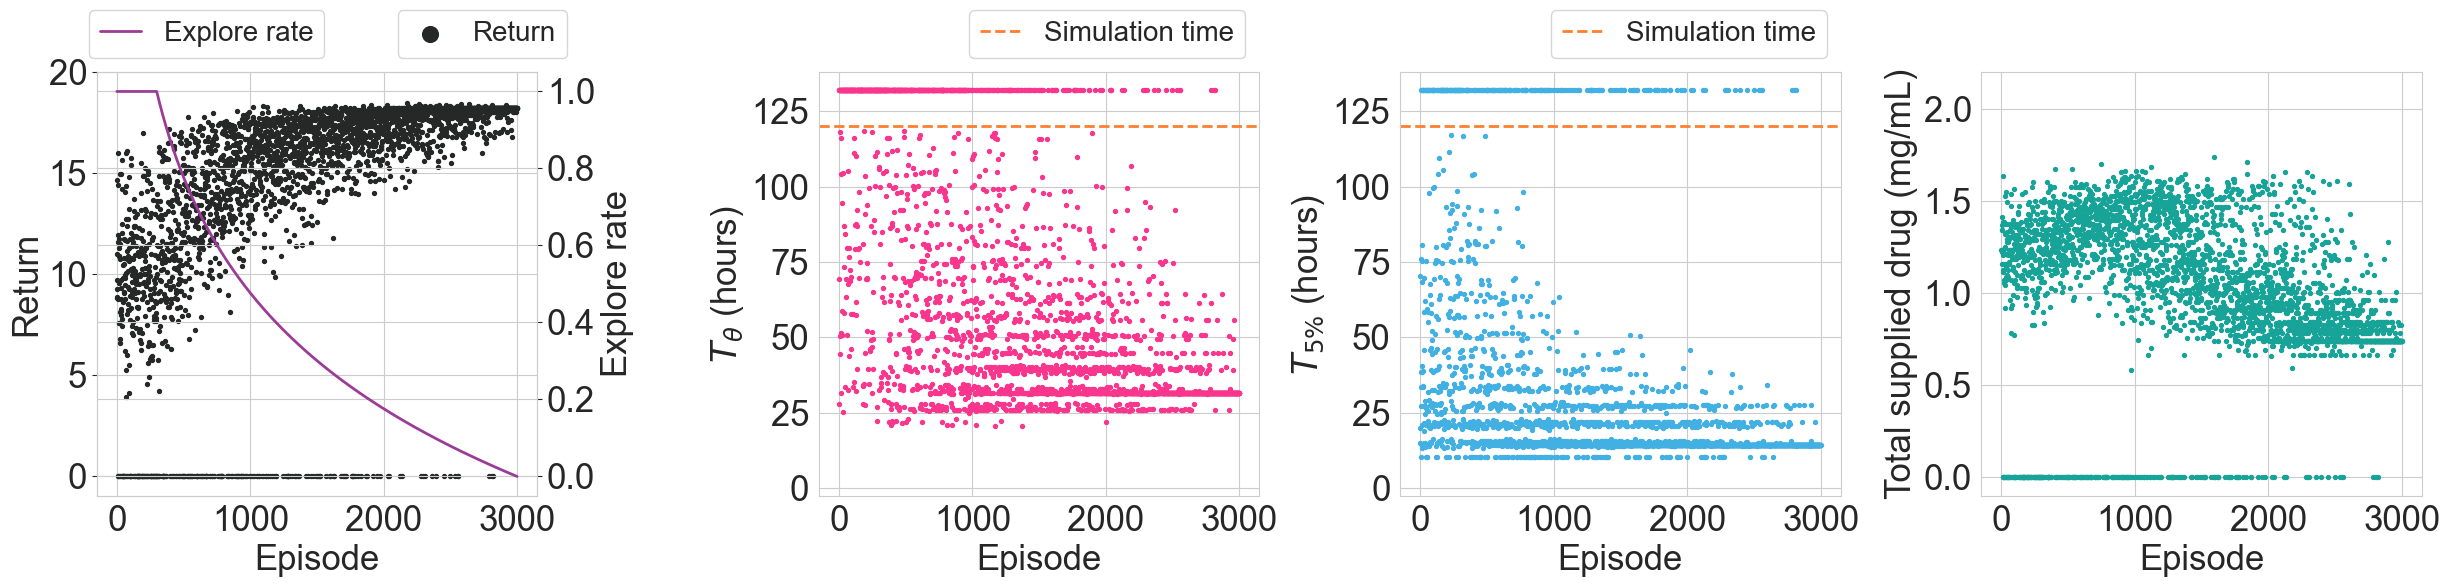 Explore rate
Return
20
15
10
5
0
Return
1.0
0.8
0.6
0.4
0.2
0.0
Explore rate
0 1000 2000 3000
Episode
Simulation time
125
100
75
50
25
0
Tθ (hours)
0 1000 2000 3000
Episode
Simulation time
125
100
75
50
25
0
T5% (hours)
0 1000 2000 3000
Episode
2.0
1.5
1.0
0.5
0.0
Total supplied drug (mg/mL)
0 1000 2000 3000
Episode